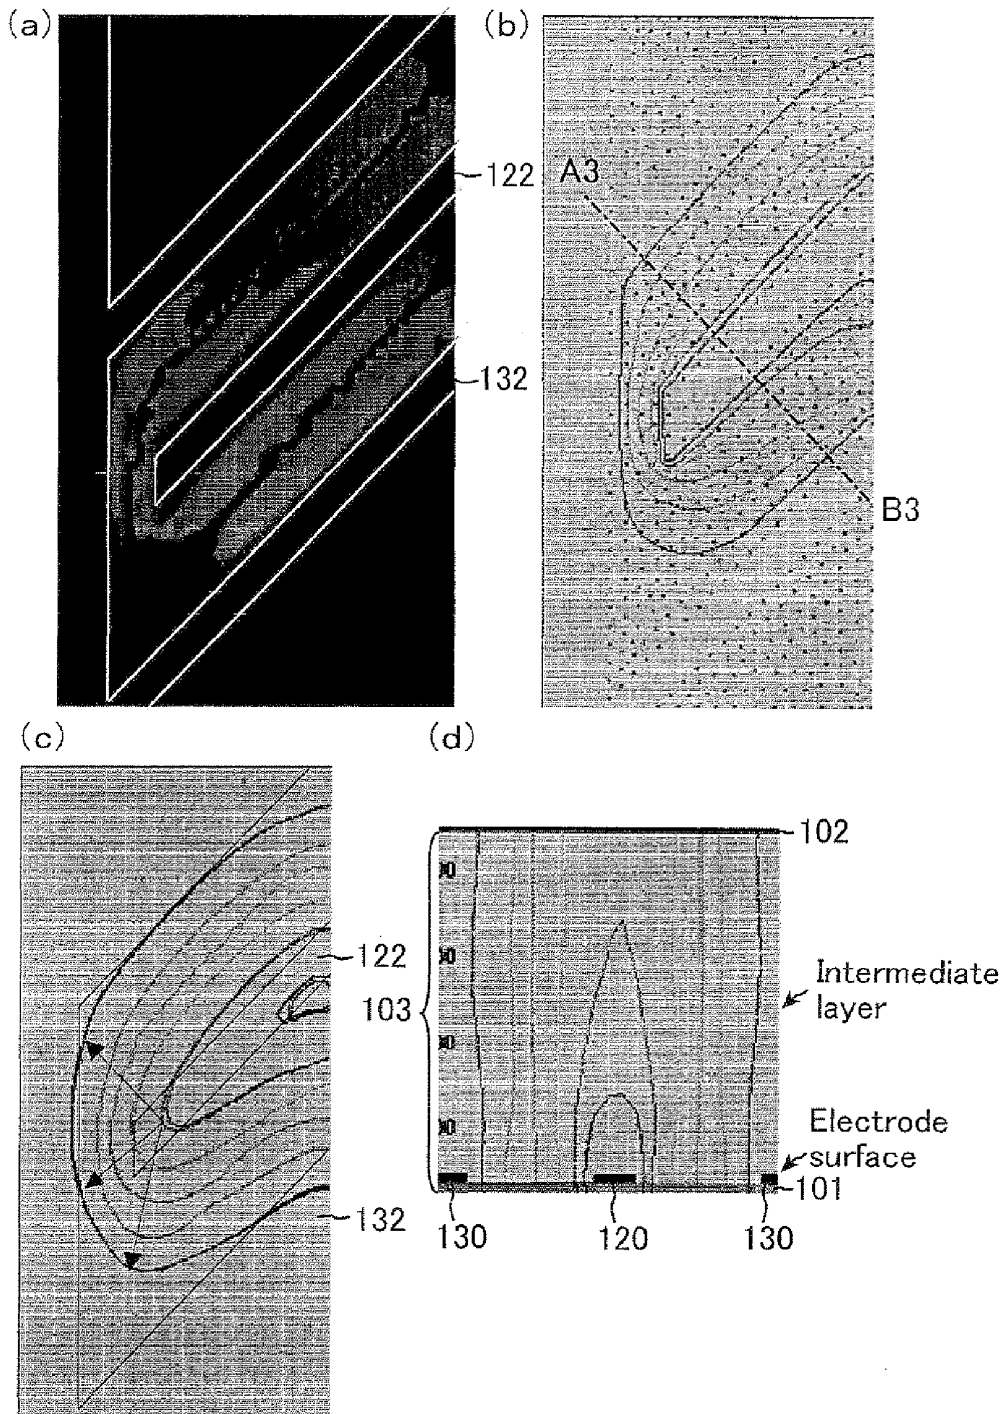 (a)
122
132
(b)
A3
B3
(c)
122
132
(d)
102
103
Intermediate
layer
Electrode
surface
101
130
120
130